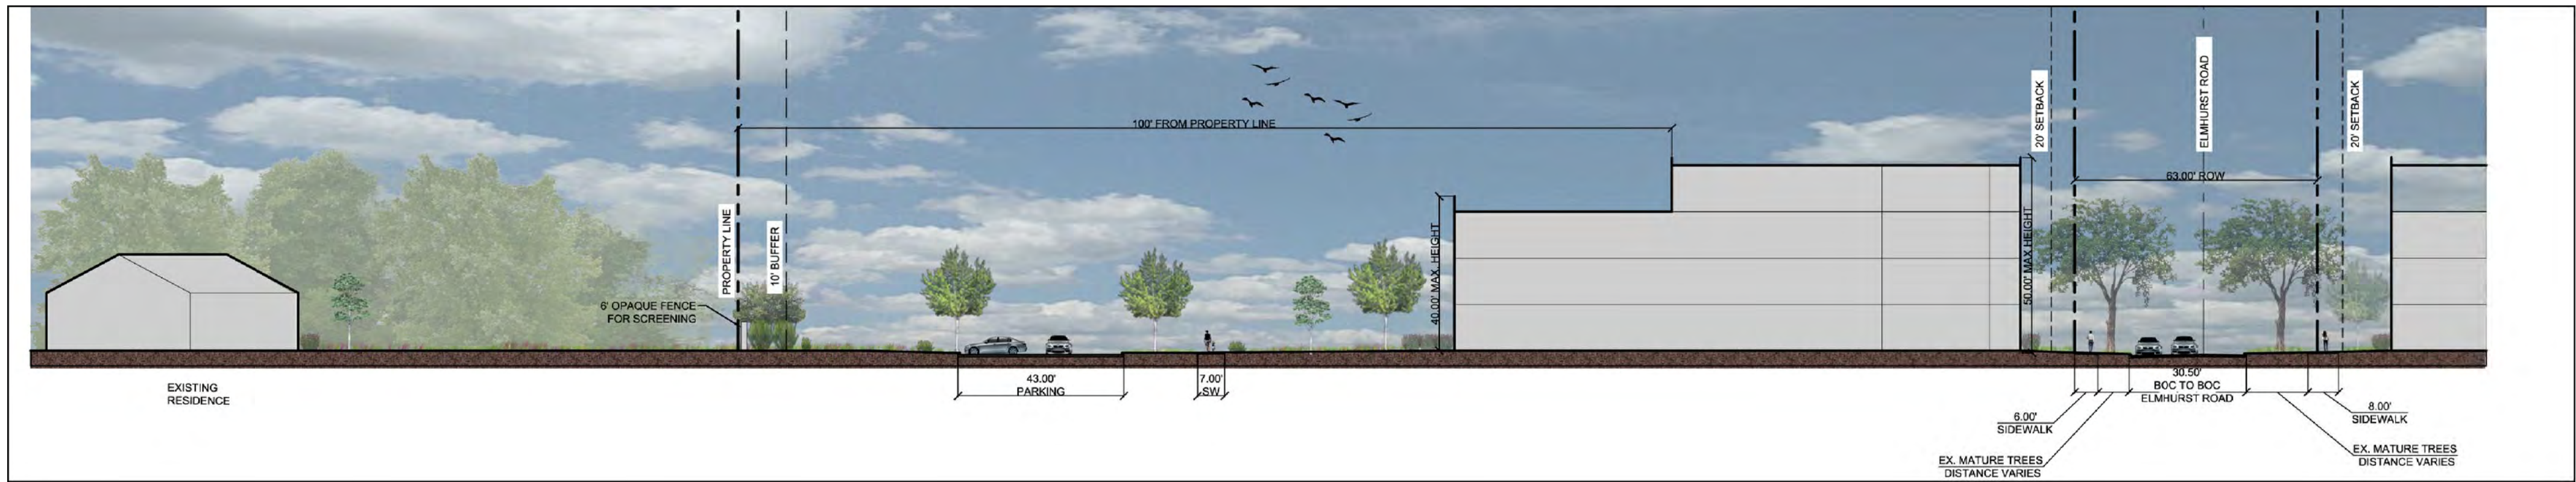 100' FROM PROPERTY LINE
PROPERTY LINE
10' BUFFER
6' OPAQUE FENCE
FOR SCREENING
40.00' MAX. HEIGHT
50.00' MAX HEIGHT
20' SETBACK
ELMHURST ROAD
20' SETBACK
63.00' ROW
EXISTING
RESIDENCE
43.00'
PARKING
7.00'
SW
30.50'
BOC TO BOC
ELMHURST ROAD
6.00'
SIDEWALK
8.00'
SIDEWALK
EX. MATURE TREES
DISTANCE VARIES
EX. MATURE TREES
DISTANCE VARIES